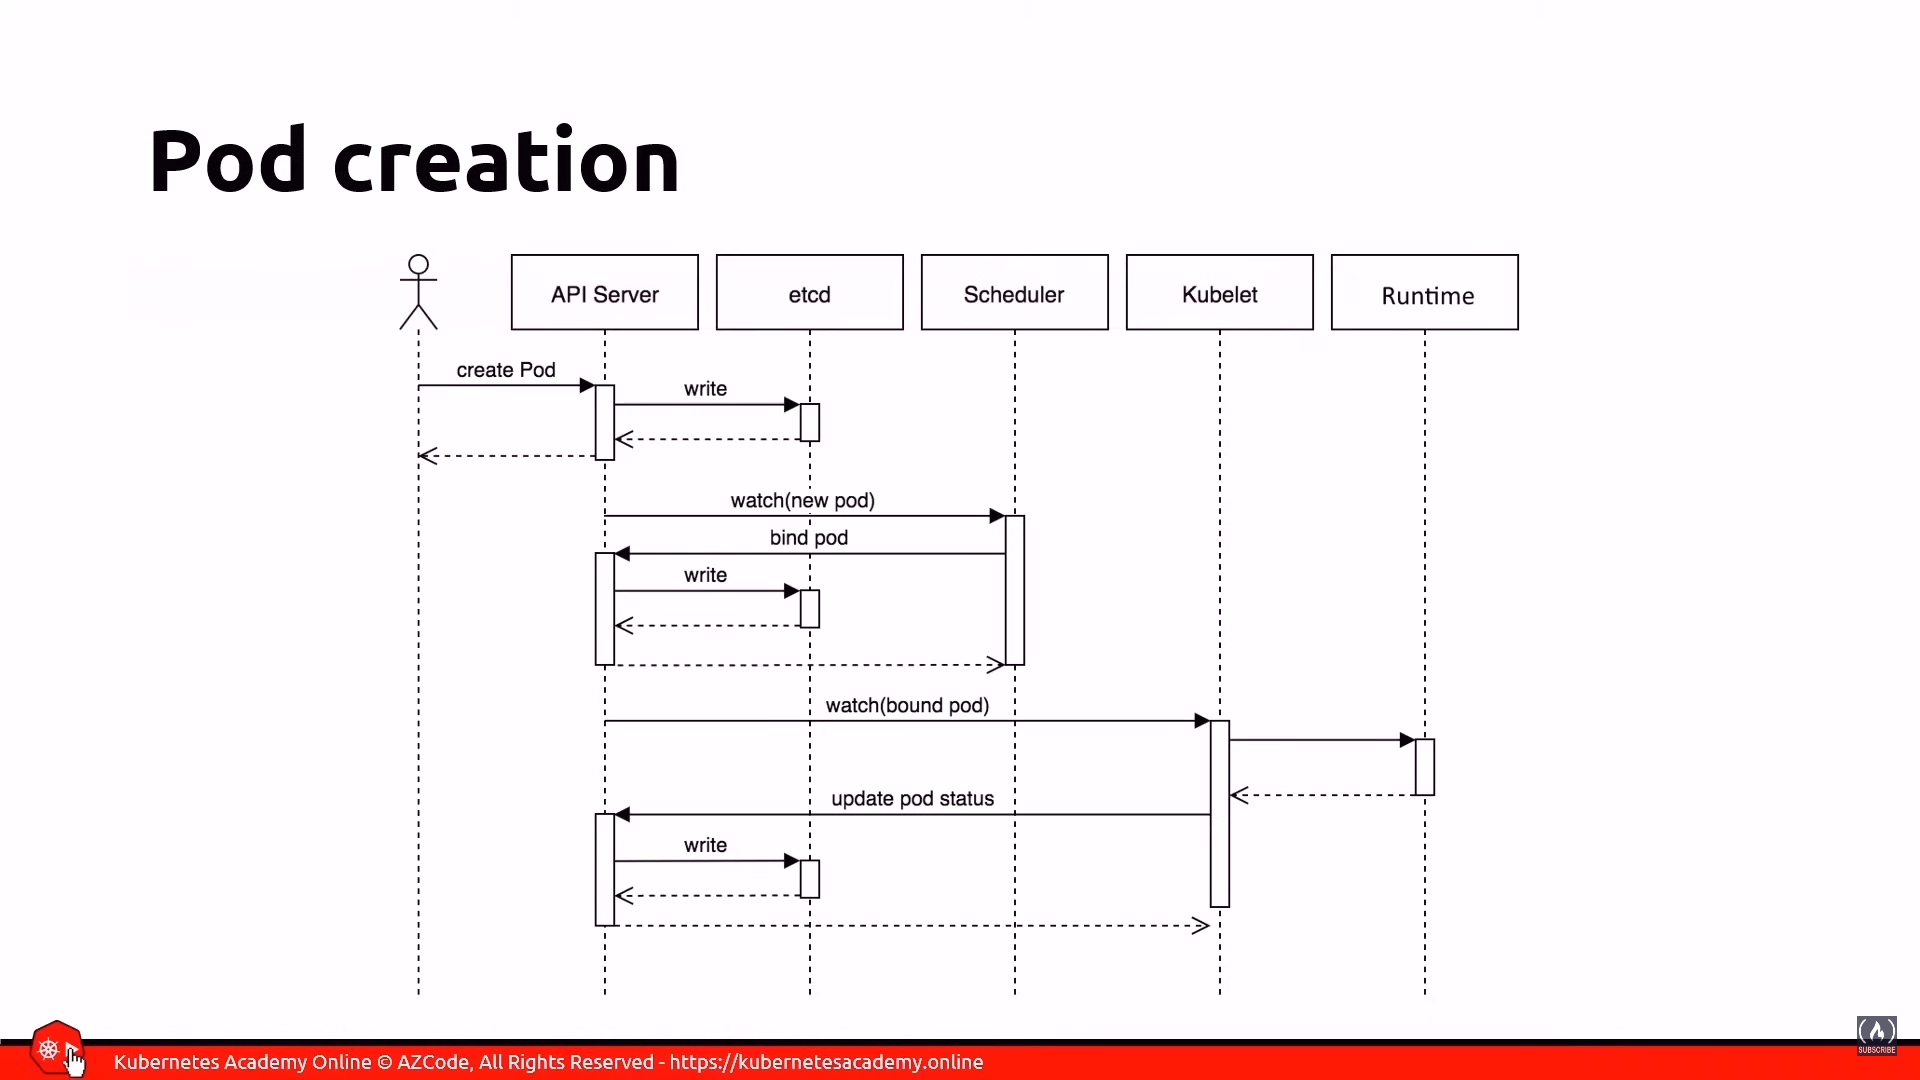 Pod creation
API Server
etcd
Scheduler
Kubelet
Runtime
create Pod
write
watch(new pod)
bind pod
write
watch(bound pod)
update pod status
write
Kubernetes Academy Online © AZCode, All Rights Reserved - https://kubernetesacademy.online
SUBSCRIBE